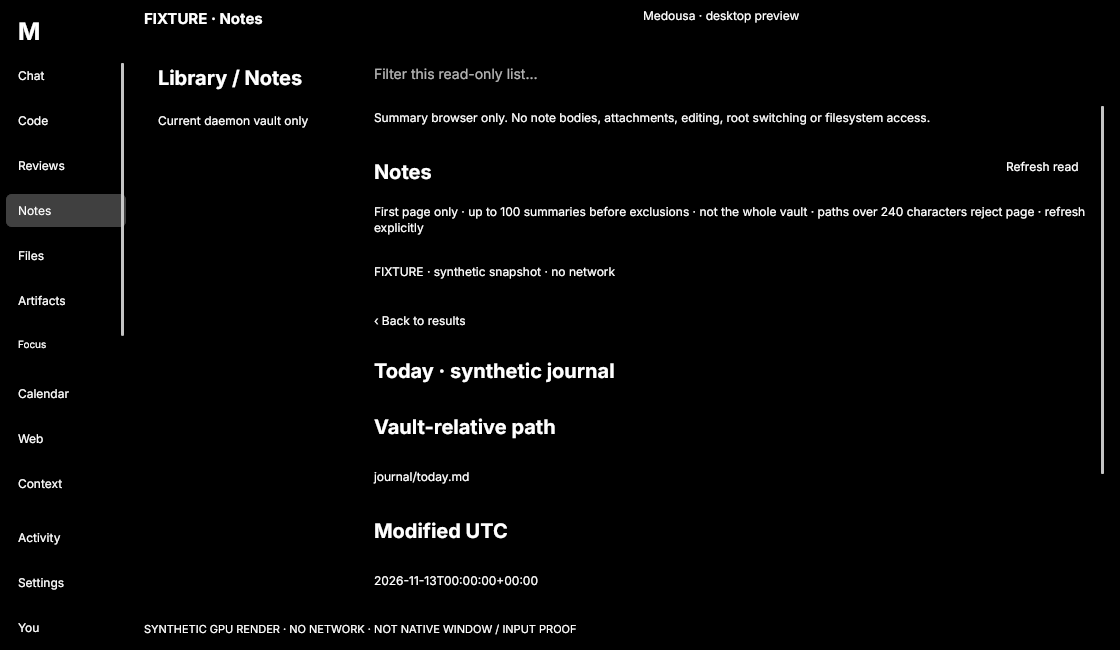 M
FIXTURE · Notes
Medousa · desktop preview
Chat
Code
Reviews
Notes
Files
Artifacts
Focus
Calendar
Web
Context
Activity
Settings
You
Library / Notes
Current daemon vault only
Filter this read-only list...
Summary browser only. No note bodies, attachments, editing, root switching or filesystem access.
Notes
Refresh read
First page only · up to 100 summaries before exclusions · not the whole vault · paths over 240 characters reject page · refresh
explicitly
FIXTURE · synthetic snapshot · no network
‹ Back to results
Today · synthetic journal
Vault-relative path
journal/today.md
Modified UTC
2026-11-13T00:00:00+00:00
SYNTHETIC GPU RENDER · NO NETWORK · NOT NATIVE WINDOW / INPUT PROOF